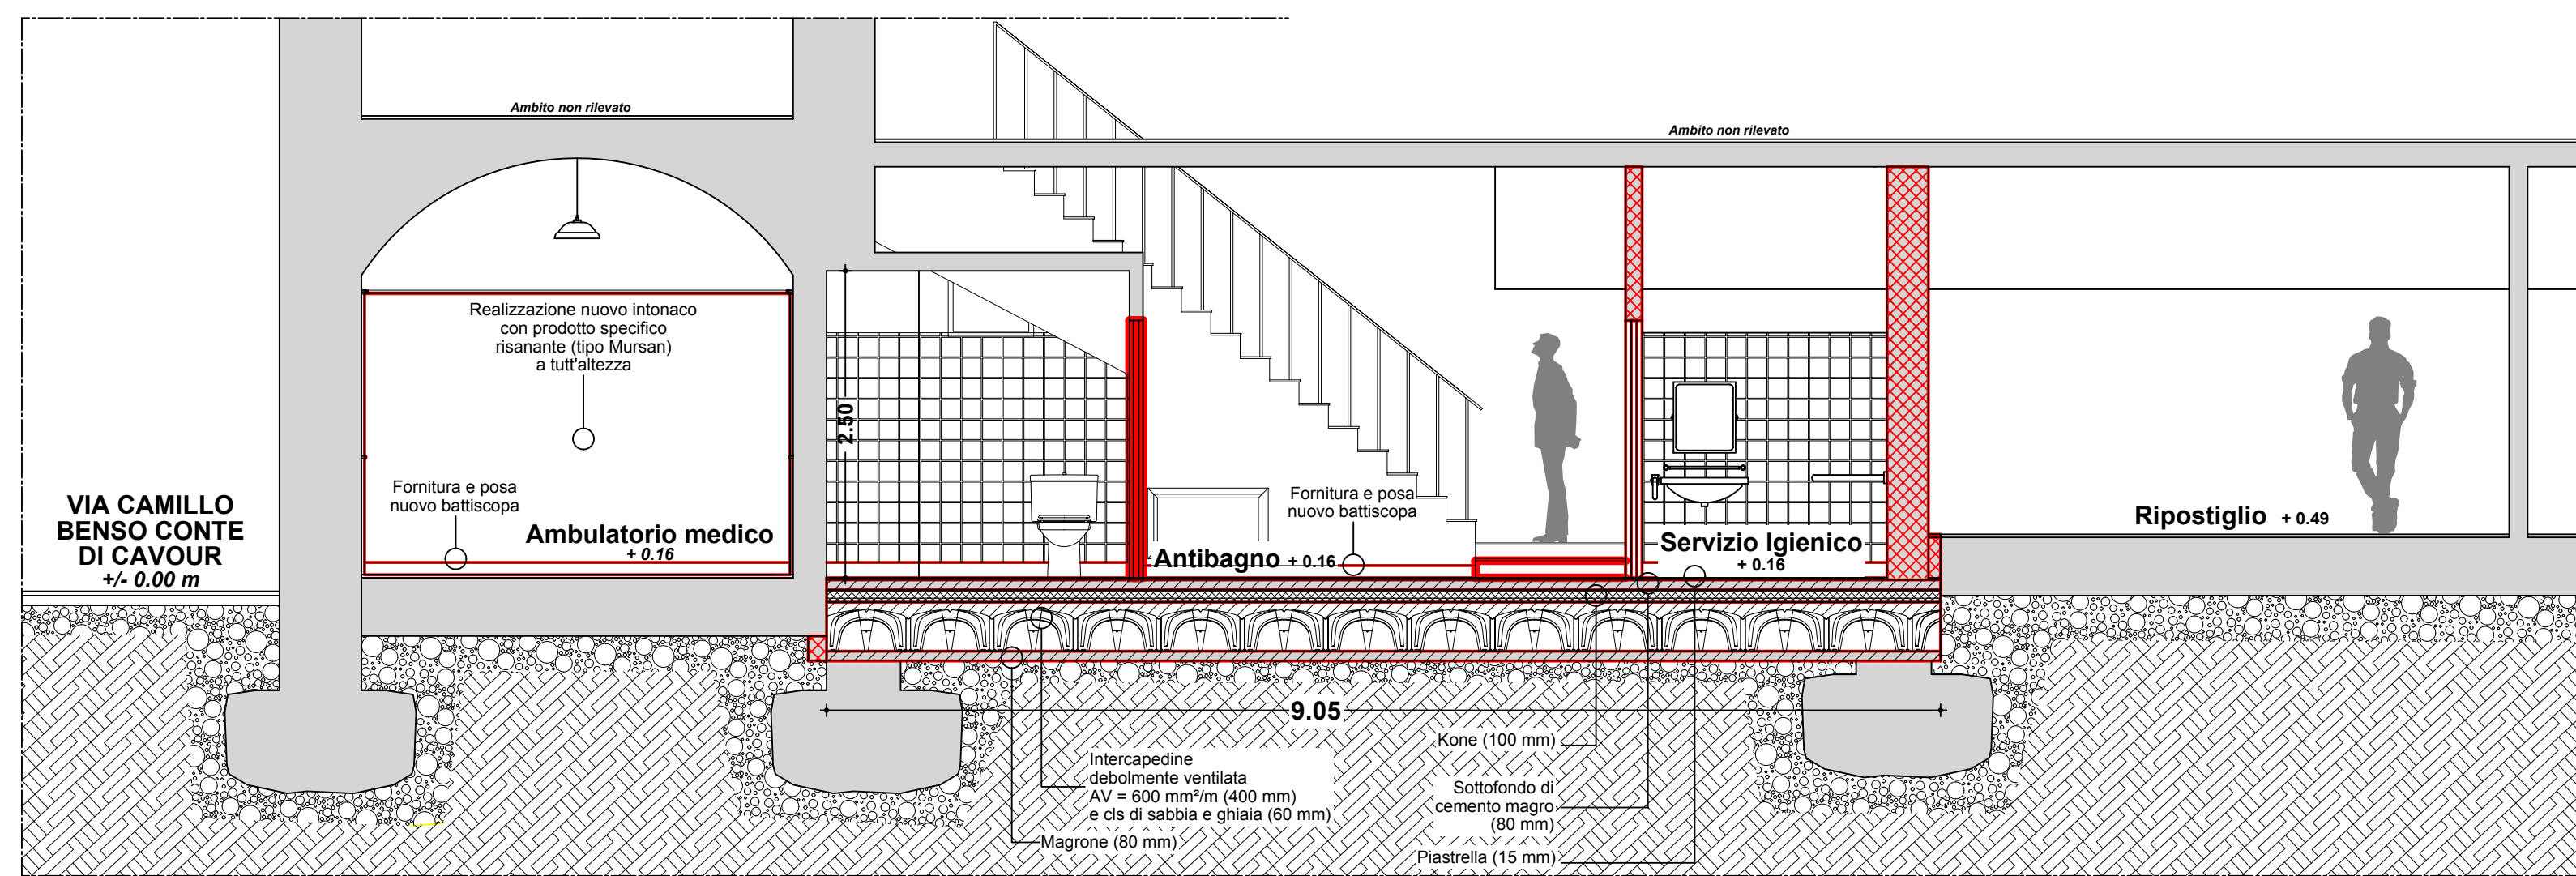 Ambito non rilevato
Ambito non rilevato
Realizzazione nuovo intonaco
con prodotto specifico
risanante (tipo Mursan)
a tutt'altezza
2.50
Fornitura e posa
nuovo battiscopa
Fornitura e posa
nuovo battiscopa
VIA CAMILLO
BENSO CONTE
DI CAVOUR
+/- 0.00 m
Ambulatorio medico
+ 0.16
Antibagno + 0.16
Servizio Igienico
+ 0.16
Ripostiglio + 0.49
9.05
Intercapedine
debolmente ventilata
AV = 600 mm²/m (400 mm)
e cls di sabbia e ghiaia (60 mm)
Magrone (80 mm)
Kone (100 mm)
Sottofondo di
cemento magro
(80 mm)
Piastrella (15 mm)